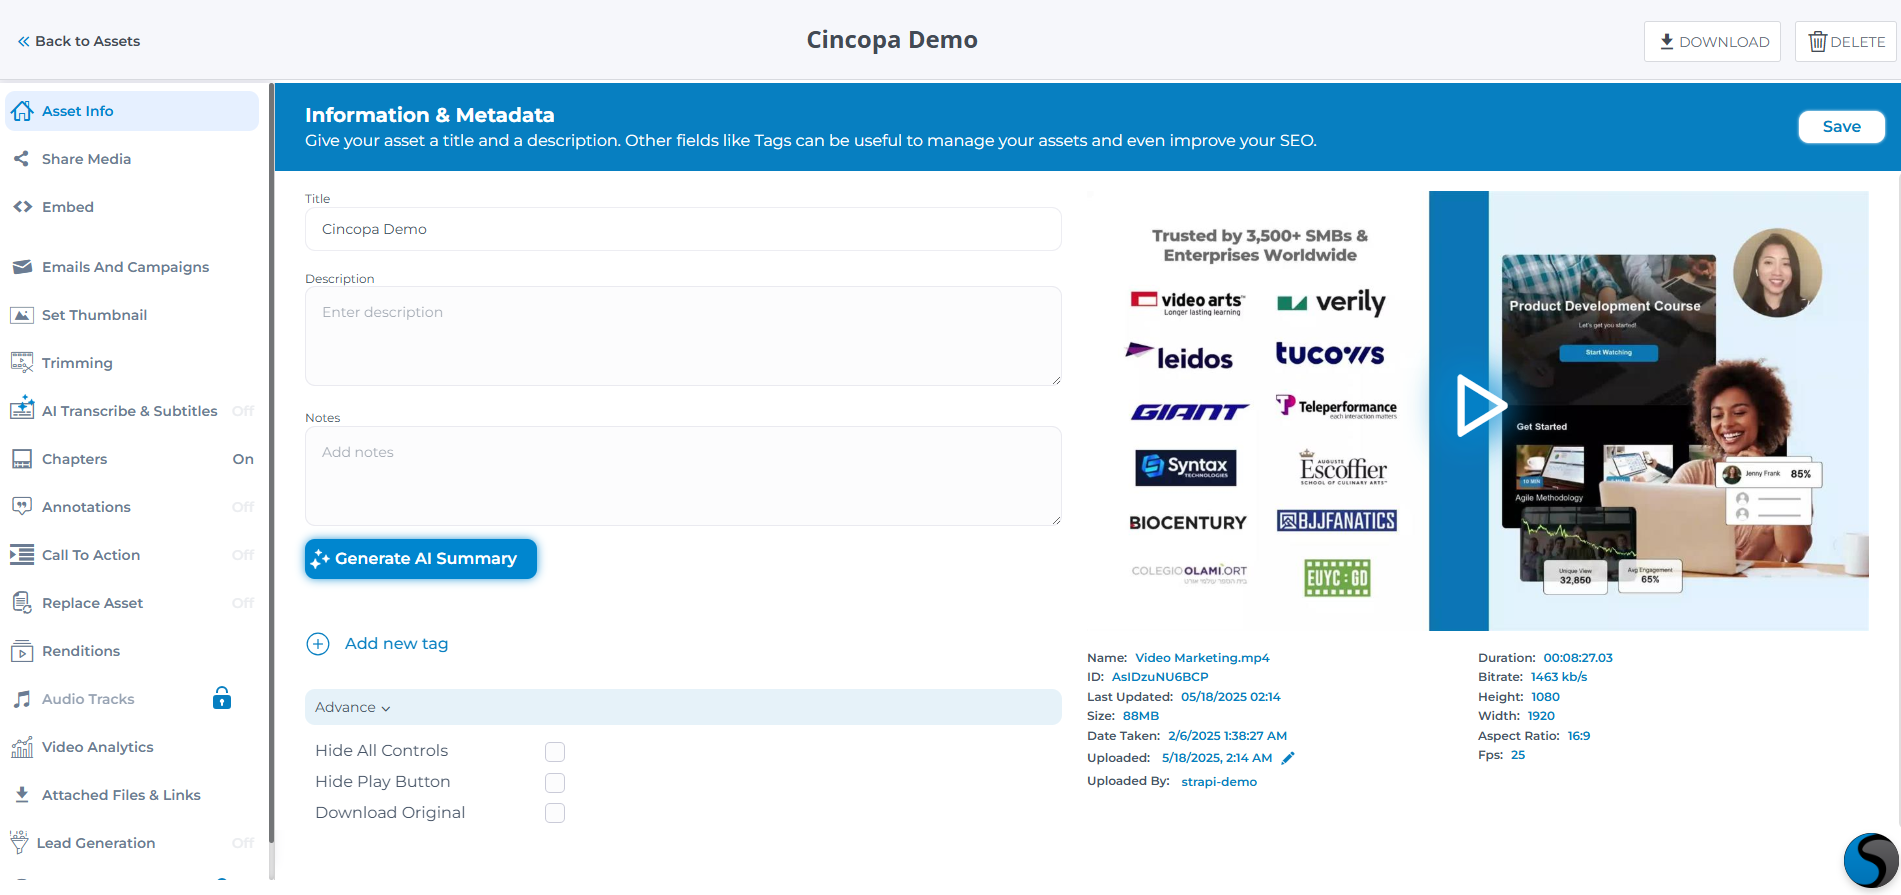 Back to Assets
Cincopa Demo
DOWNLOAD
DELETE
Asset Info
Share Media
Embed
Emails And Campaigns
Set Thumbnail
Trimming
AI Transcribe & Subtitles Off
Chapters On
Annotations Off
Call To Action Off
Replace Asset Off
Renditions
Audio Tracks
Video Analytics
Attached Files & Links
Lead Generation Off
Information & Metadata
Give your asset a title and a description. Other fields like Tags can be useful to manage your assets and even improve your SEO.
Save
Title
Cincopa Demo
Description
Enter description
Notes
Add notes
Generate AI Summary
Add new tag
Advance
Hide All Controls
Hide Play Button
Download Original
Trusted by 3,500+ SMBs &
Enterprises Worldwide
video arts
Longer lasting learning
verily
leidos
tucows
GIANT
Teleperformance
each interaction matters
Syntax
TECHNOLOGIES
AUGUSTE
Escoffier
SCHOOL OF CULINARY ARTS
BIOCENTURY
BJJFANATICS
COLEGIO OLAMI.ORT
בית הספר עולמי אורט
EUYC:GD
Product Development Course
Let's get you started!
Start Watching
Get Started
10 MIN
Agile Methodology
Jenny Frank 85%
Unique View
32,850
Avg Engagement
65%
Name: Video Marketing.mp4
ID: AsIDzuNU6BCP
Last Updated: 05/18/2025 02:14
Size: 88MB
Date Taken: 2/6/2025 1:38:27 AM
Uploaded: 5/18/2025, 2:14 AM
Uploaded By: strapi-demo
Duration: 00:08:27.03
Bitrate: 1463 kb/s
Height: 1080
Width: 1920
Aspect Ratio: 16:9
Fps: 25